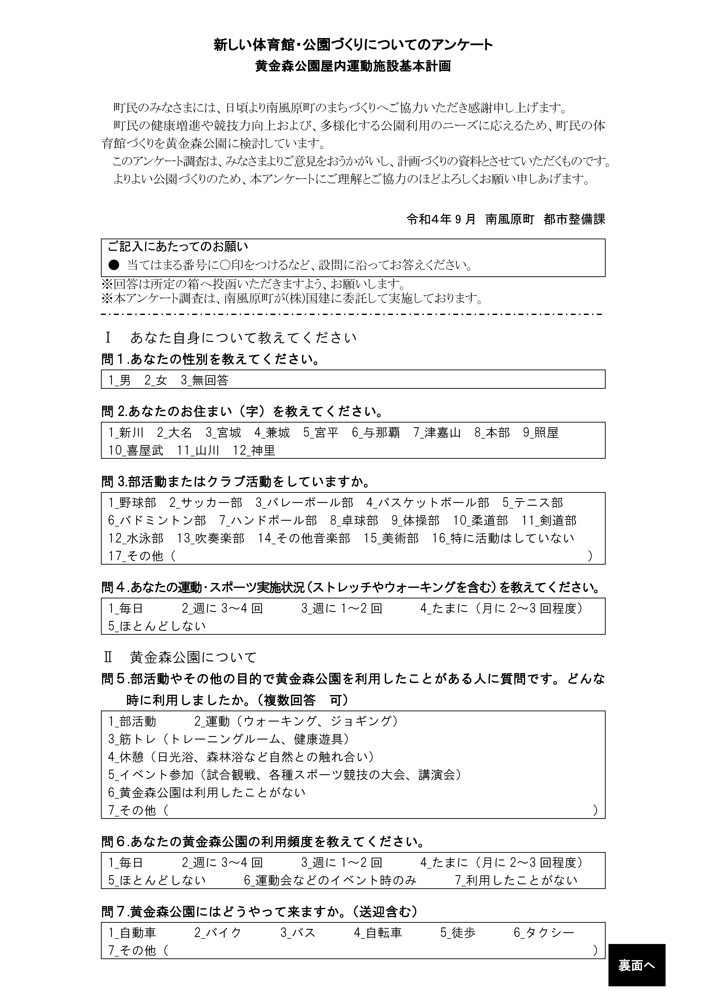 新しい体育館・公園づくりについてのアンケート
黄金森公園屋内運動施設基本計画
町民のみなさまには、日頃より南風原町のまちづくりへご協力いただき感謝申し上げます。
町民の健康増進や競技力向上および、多様化する公園利用のニーズに応えるため、町民の体
育館づくりを黄金森公園に検討しています。
このアンケート調査は、みなさまよりご意見をおうかがいし、計画づくりの資料とさせていただくものです。
よりよい公園づくりのため、本アンケートにご理解とご協力のほどよろしくお願い申しあげます。
令和4年 9 月　南風原町　都市整備課
ご記入にあたってのお願い
● 当てはまる番号に〇印をつけるなど、設問に沿ってお答えください。
※回答は所定の箱へ投函いただきますよう、お願いします。
※本アンケート調査は、南風原町が(株)国建に委託して実施しております。
Ⅰ　あなた自身について教えてください
問１.あなたの性別を教えてください。
1_男　2_女　3_無回答
問 2.あなたのお住まい（字）を教えてください。
1_新川　2_大名　3_宮城　4_兼城　5_宮平　6_与那覇　7_津嘉山　8_本部　9_照屋
10_喜屋武　11_山川　12_神里
問 3.部活動またはクラブ活動をしていますか。
1_野球部　2_サッカー部　3_バレーボール部　4_バスケットボール部　5_テニス部
6_バドミントン部　7_ハンドボール部　8_卓球部　9_体操部　10_柔道部　11_剣道部
12_水泳部　13_吹奏楽部　14_その他音楽部　15_美術部　16_特に活動はしていない
17_その他（　　　　　　　　　　）
問４.あなたの運動・スポーツ実施状況（ストレッチやウォーキングを含む）を教えてください。
1_毎日　　　2_週に 3～4 回　　　3_週に 1～2 回　　　4_たまに（月に 2～3 回程度）
5_ほとんどしない
Ⅱ　黄金森公園について
問５.部活動やその他の目的で黄金森公園を利用したことがある人に質問です。どんな
時に利用しましたか。（複数回答　可）
1_部活動　　　2_運動（ウォーキング、ジョギング）
3_筋トレ（トレーニングルーム、健康遊具）
4_休憩（日光浴、森林浴など自然との触れ合い）
5_イベント参加（試合観戦、各種スポーツ競技の大会、講演会）
6_黄金森公園は利用したことがない
7_その他（　　　　　　　　　　）
問６.あなたの黄金森公園の利用頻度を教えてください。
1_毎日　　　2_週に 3～4 回　　　3_週に 1～2 回　　　4_たまに（月に 2～3 回程度）
5_ほとんどしない　　　6_運動会などのイベント時のみ　　　7_利用したことがない
問７.黄金森公園にはどうやって来ますか。（送迎含む）
1_自動車　　　2_バイク　　　3_バス　　　4_自転車　　　5_徒歩　　　6_タクシー
7_その他（　　　　　　　　　　）
裏面へ